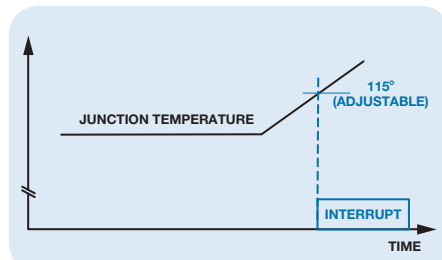 115°
(ADJUSTABLE)
JUNCTION TEMPERATURE
INTERRUPT
TIME